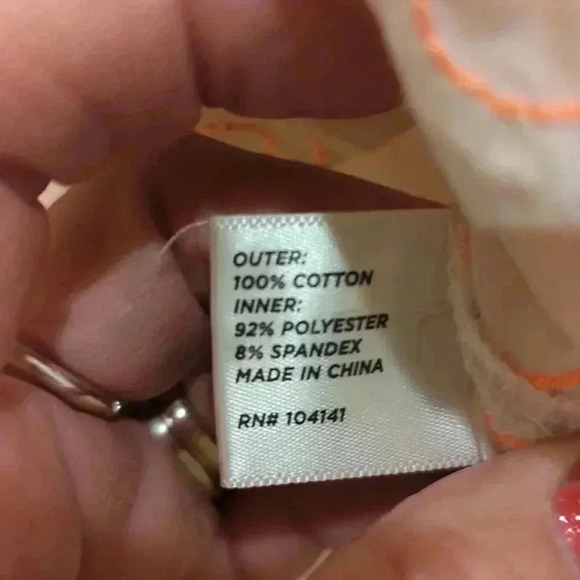 OUTER:
100% COTTON
INNER:
92% POLYESTER
8% SPANDEX
MADE IN CHINA
RN# 104141